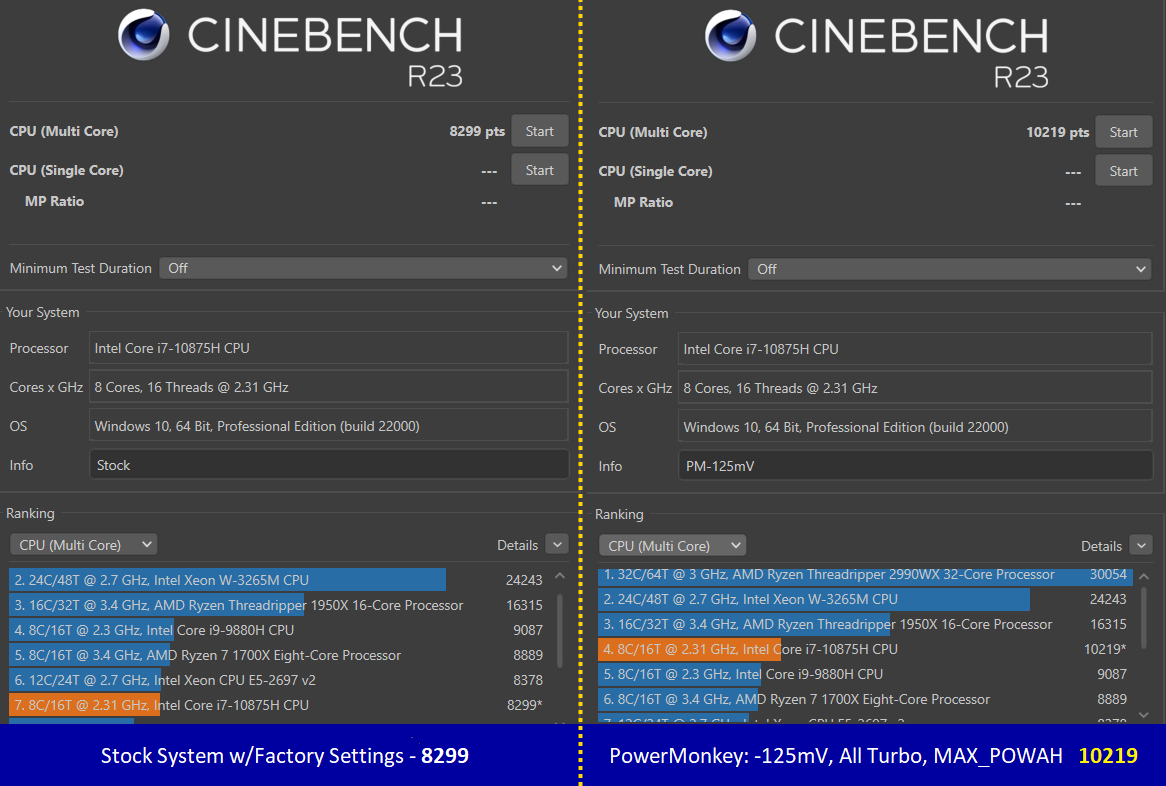 CINEBENCH
R23
CPU (Multi Core) 8299 pts Start
CPU (Single Core) --- Start
MP Ratio ---
Minimum Test Duration Off
Your System
Processor Intel Core i7-10875H CPU
Cores x GHz 8 Cores, 16 Threads @ 2.31 GHz
OS Windows 10, 64 Bit, Professional Edition (build 22000)
Info Stock
Ranking
CPU (Multi Core) Details
2. 24C/48T @ 2.7 GHz, Intel Xeon W-3265M CPU 24243
3. 16C/32T @ 3.4 GHz, AMD Ryzen Threadripper 1950X 16-Core Processor 16315
4. 8C/16T @ 2.3 GHz, Intel Core i9-9880H CPU 9087
5. 8C/16T @ 3.4 GHz, AMD Ryzen 7 1700X Eight-Core Processor 8889
6. 12C/24T @ 2.7 GHz, Intel Xeon CPU E5-2697 v2 8378
7. 8C/16T @ 2.31 GHz, Intel Core i7-10875H CPU 8299*
Stock System w/Factory Settings - 8299
CINEBENCH
R23
CPU (Multi Core) 10219 pts Start
CPU (Single Core) --- Start
MP Ratio ---
Minimum Test Duration Off
Your System
Processor Intel Core i7-10875H CPU
Cores x GHz 8 Cores, 16 Threads @ 2.31 GHz
OS Windows 10, 64 Bit, Professional Edition (build 22000)
Info PM-125mV
Ranking
CPU (Multi Core) Details
1. 32C/64T @ 3 GHz, AMD Ryzen Threadripper 2990WX 32-Core Processor 30054
2. 24C/48T @ 2.7 GHz, Intel Xeon W-3265M CPU 24243
3. 16C/32T @ 3.4 GHz, AMD Ryzen Threadripper 1950X 16-Core Processor 16315
4. 8C/16T @ 2.31 GHz, Intel Core i7-10875H CPU 10219*
5. 8C/16T @ 2.3 GHz, Intel Core i9-9880H CPU 9087
6. 8C/16T @ 3.4 GHz, AMD Ryzen 7 1700X Eight-Core Processor 8889
7. 12C/24T @ 2.7 GHz, Intel Xeon CPU E5-2697 v2 8378
PowerMonkey: -125mV, All Turbo, MAX_POWAH 10219